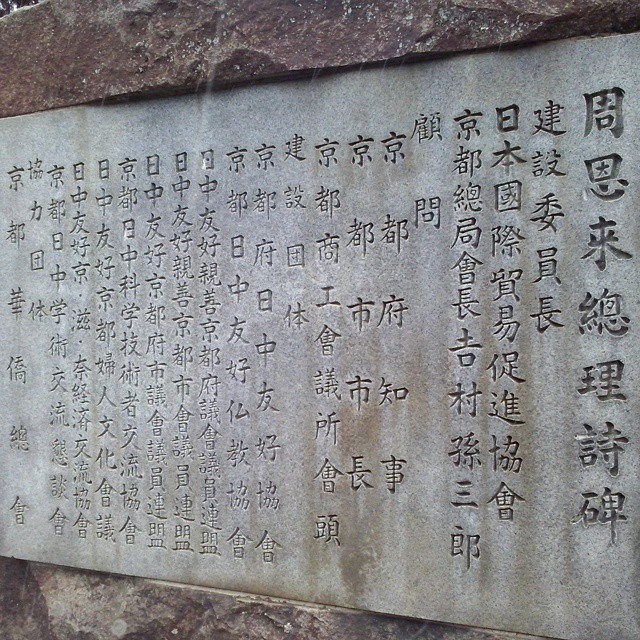 周恩来總理詩碑
建設委員長
日本國際貿易促進協會
京都總局會長吉村孫三郎
顧問
京都府知事
京都市市長
京都商工會議所會頭
建設団体
京都府日中友好協會
京都日中友好仏教協會
日中友好親善京都府議會議員連盟
日中友好親善京都市會議員連盟
日中友好京都府市議會議員連盟
京都日中科学技術者交流協會
日中友好京都婦人文化會議
日中友好京・滋・奈経済交流協會
京都日中学術交流懇談會
協力団体
京都華僑總會